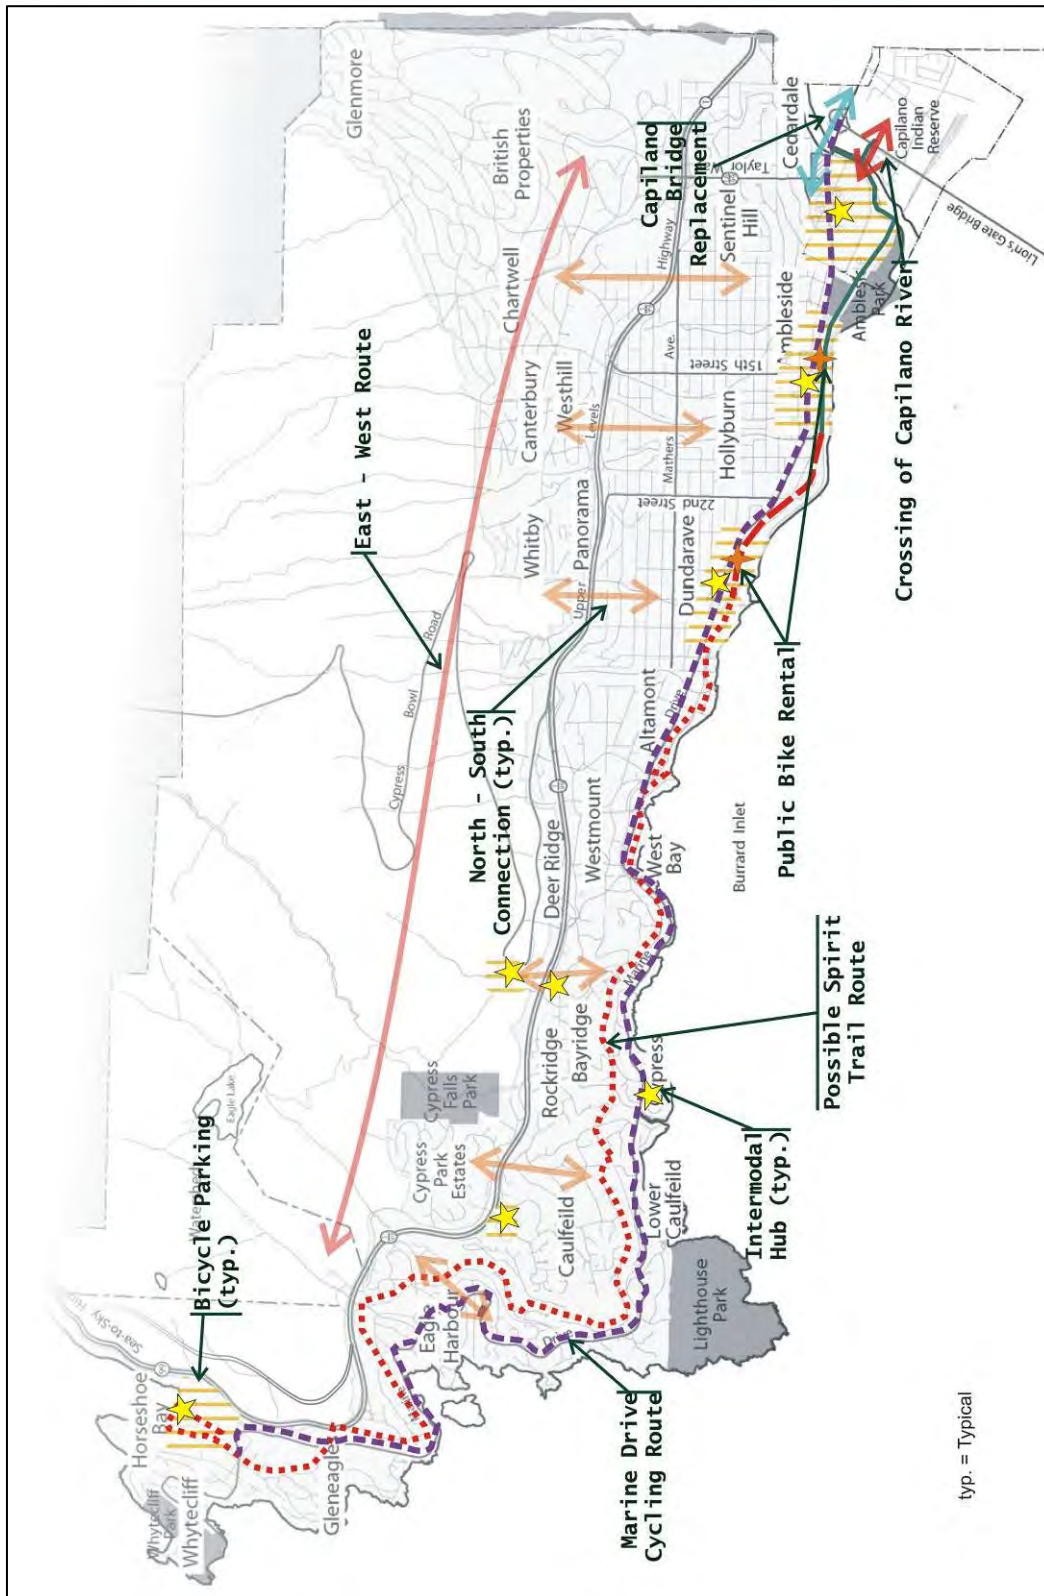 Glenmore
British
Properties
Chartwell
Canterbury
Westhill
Whitby
Panorama
Deer Ridge
Westmount
Altamont
Rockridge
Bayridge
Cypress
Falls
Park
Cypress
Park
Estates
Caulfeild
Lower
Caulfeild
West
Bay
Dundarave
Hollyburn
Ambleside
Sentinel
Hill
Cedardale
Capilano
Indian
Reserve
Lion's Gate Bridge
Burrard Inlet
Lighthouse
Park
Eagle
Harbour
Gleneagles
Horseshoe
Bay
Whytecliff
Park
Whytecliff
Eagle Lake
Sea-to-Sky
Cypress
Bowl
Road
Upper
Levels
Highway
1
Mathers
Ave.
22nd Street
15th Street
Taylor
Marine
Drive
Drive
East - West Route
Capilano
Bridge
Replacement
North - South
Connection (typ.)
Bicycle Parking
(typ.)
Crossing of Capilano River
Public Bike Rental
Possible Spirit
Trail Route
Intermodal
Hub (typ.)
Marine Drive
Cycling Route
typ. = Typical